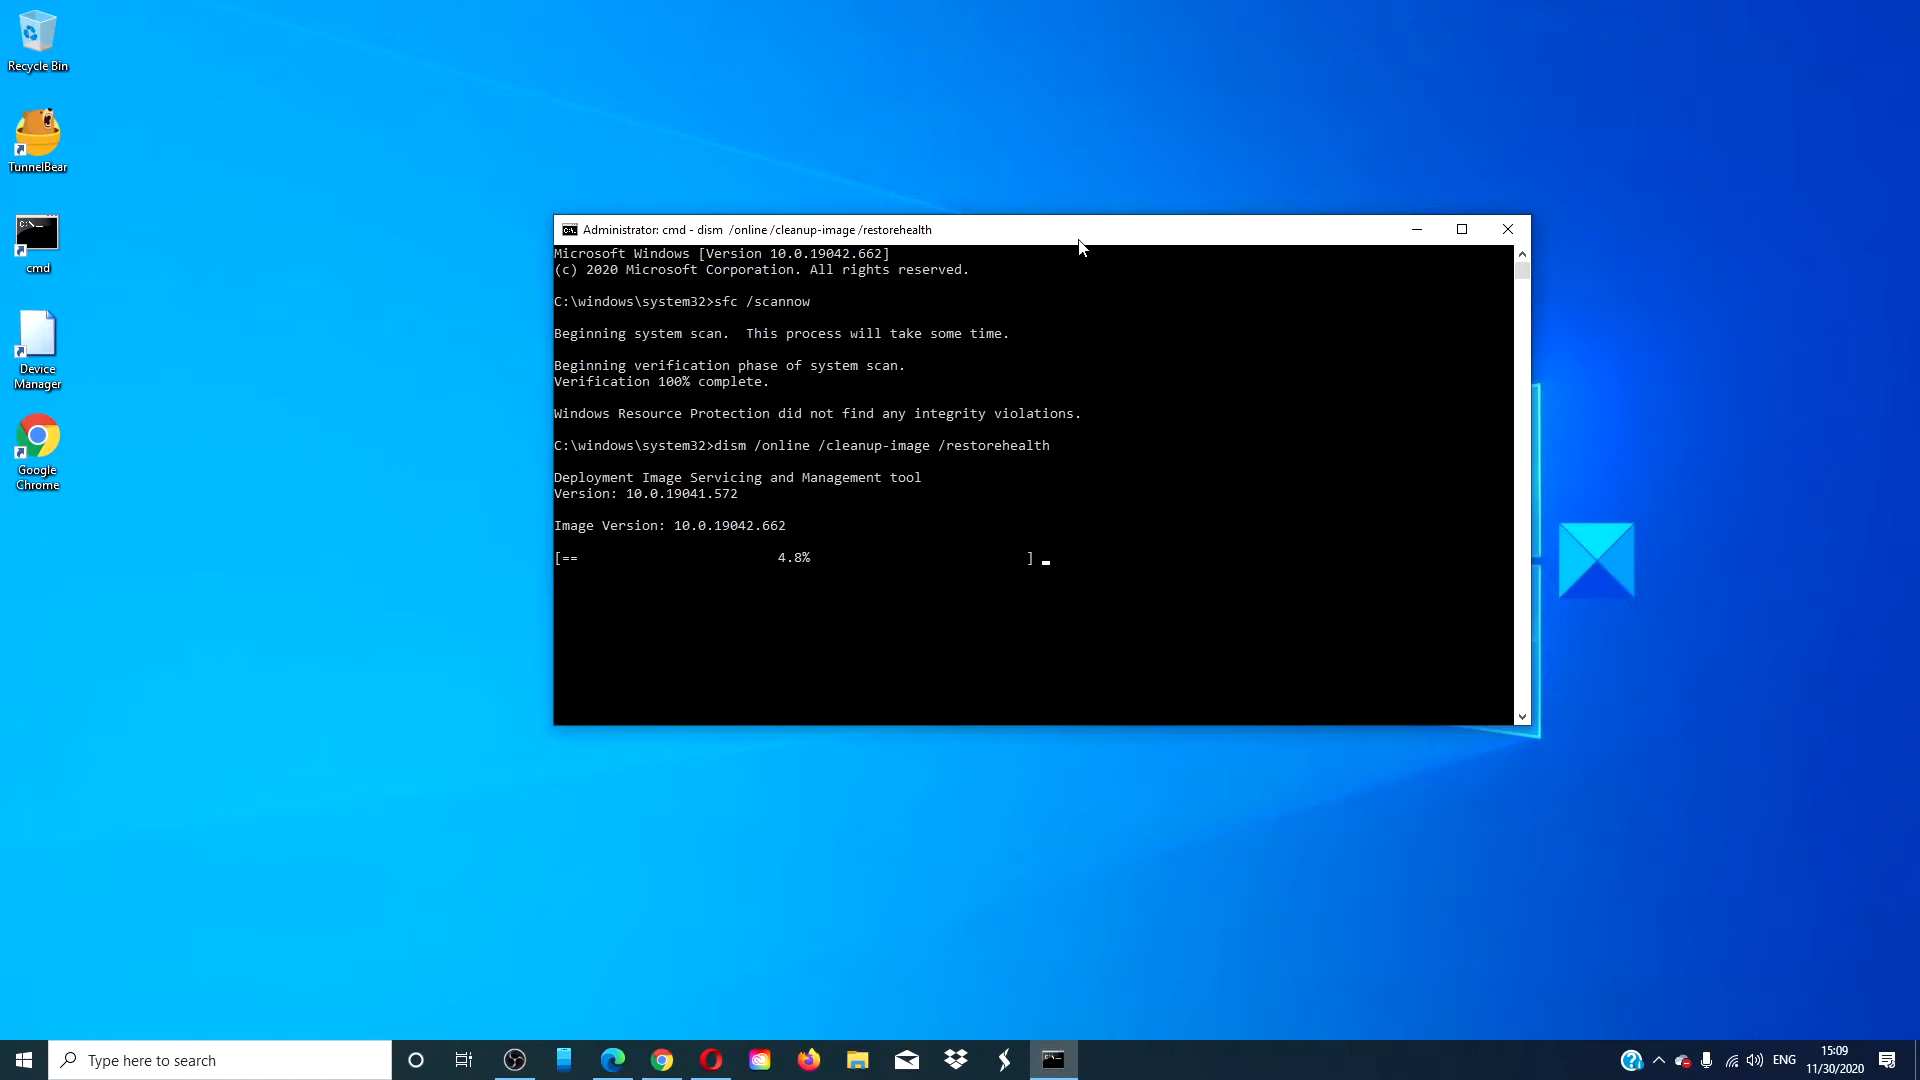 Recycle Bin
TunnelBear
cmd
Device
Manager
Google
Chrome
Administrator: cmd - dism  /online /cleanup-image /restorehealth
Microsoft Windows [Version 10.0.19042.662]
(c) 2020 Microsoft Corporation. All rights reserved.
C:\windows\system32>sfc /scannow
Beginning system scan.  This process will take some time.
Beginning verification phase of system scan.
Verification 100% complete.
Windows Resource Protection did not find any integrity violations.
C:\windows\system32>dism /online /cleanup-image /restorehealth
Deployment Image Servicing and Management tool
Version: 10.0.19041.572
Image Version: 10.0.19042.662
[==                         4.8%                           ]
Type here to search
ENG
15:09
11/30/2020